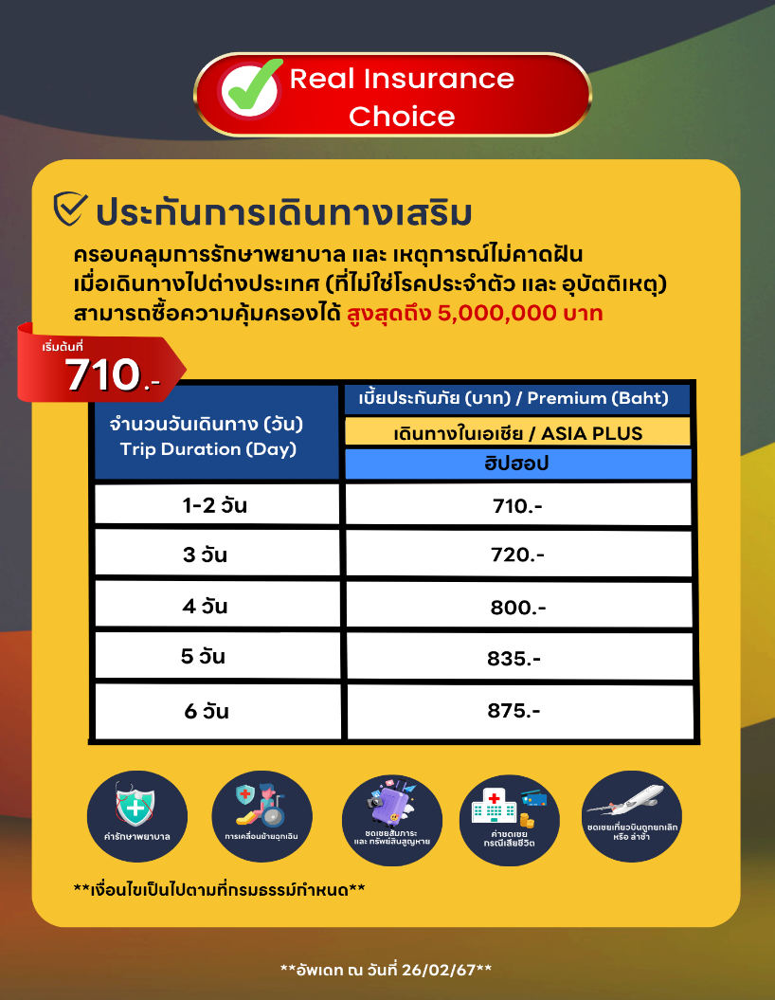 Real Insurance
Choice
ประกันการเดินทางเสริม
ครอบคลุมการรักษาพยาบาล และ เหตุการณ์ไม่คาดฝัน
เมื่อเดินทางไปต่างประเทศ (ที่ไม่ใช่โรคประจำตัว และ อุบัตติเหตุ)
สามารถซื้อความคุ้มครองได้ สูงสุดถึง 5,000,000 บาท
เริ่มต้นที่
710.-
จำนวนวันเดินทาง (วัน)
Trip Duration (Day)
เบี้ยประกันภัย (บาท) / Premium (Baht)
เดินทางในเอเชีย / ASIA PLUS
ฮิปฮอป
1-2 วัน 710.-
3 วัน 720.-
4 วัน 800.-
5 วัน 835.-
6 วัน 875.-
ค่ารักษาพยาบาล
การเคลื่อนย้ายฉุกเฉิน
ชดเชยสัมภาระ
และ ทรัพย์สินสูญหาย
ค่าชดเชย
กรณีเสียชีวิต
ชดเชยเที่ยวบินถูกยกเลิก
หรือ ล่าช้า
**เงื่อนไขเป็นไปตามที่กรมธรรม์กำหนด**
**อัพเดท ณ วันที่ 26/02/67**